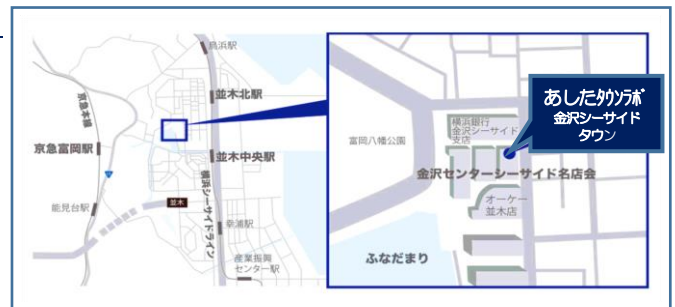 鳥浜駅
並木北駅
京急本線
京急富岡駅
並木中央駅
横浜シーサイドライン
能見台駅
並木
幸浦駅
産業振興
センター駅
あしたタウンラボ
金沢シーサイド
タウン
横浜銀行
金沢シーサイド
支店
富岡八幡公園
金沢センターシーサイド名店会
オーケー
並木店
ふなだまり